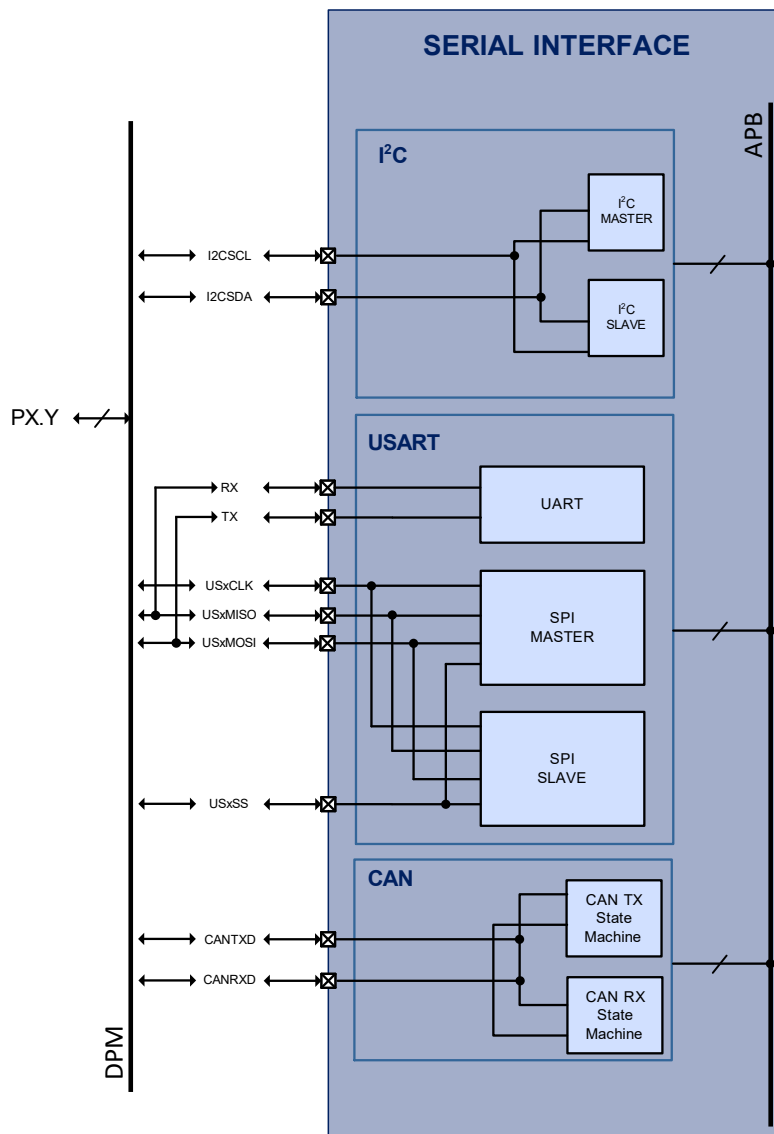 SERIAL INTERFACE
APB
I²C
I²C
MASTER
I2CSCL
I2CSDA
I²C
SLAVE
PX.Y
USART
RX
UART
TX
USxCLK
USxMISO
USxMOSI
SPI
MASTER
SPI
SLAVE
USxSS
CAN
CAN TX
State
Machine
CANTXD
CANRXD
CAN RX
State
Machine
DPM